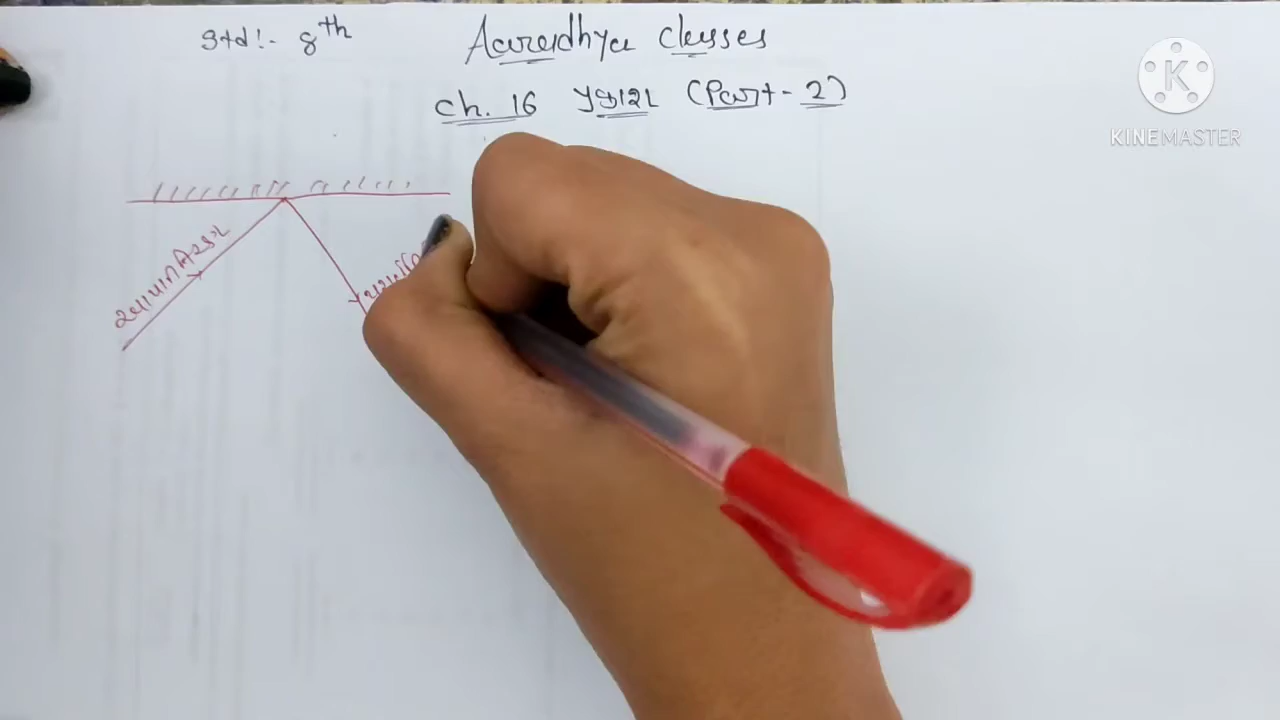 Std:- 8th
Aaradhya classes
ch. 16 પ્રકાશ (Part - 2)
KINEMASTER
આપાતકિરણ